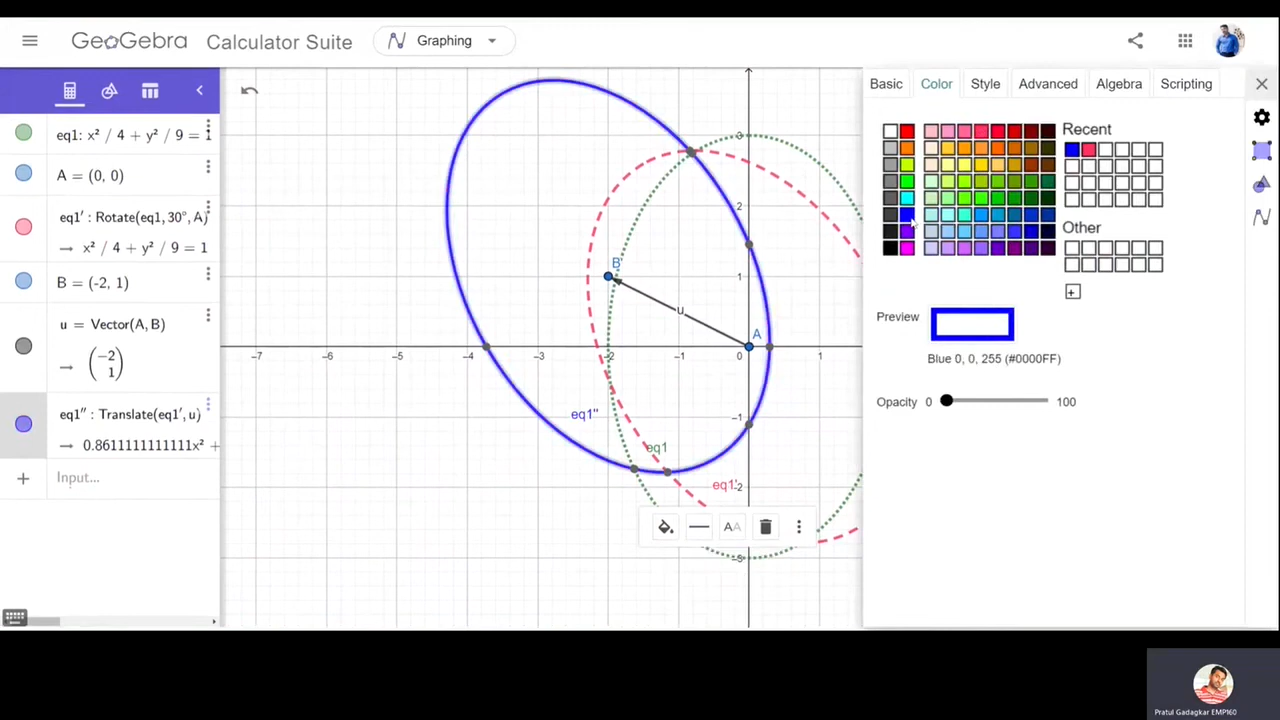 GeoGebra Calculator Suite Graphing
Basic Color Style Advanced Algebra Scripting
eq1: x² / 4 + y² / 9 = 1
A = (0, 0)
eq1′ : Rotate(eq1, 30°, A)
→ x² / 4 + y² / 9 = 1
B = (-2, 1)
u = Vector(A, B)
→ (−2
1)
eq1″ : Translate(eq1′, u)
→ 0.8611111111111x² +
Input...
3
2
1
0
−1
−2
−3
−7 −6 −5 −4 −3 −2 −1 1
B
u
A
eq1″
eq1
eq1′
AA
Recent
Other
+
Preview
Blue 0, 0, 255 (#0000FF)
Opacity 0 100
Pratul Gadagkar EMP160